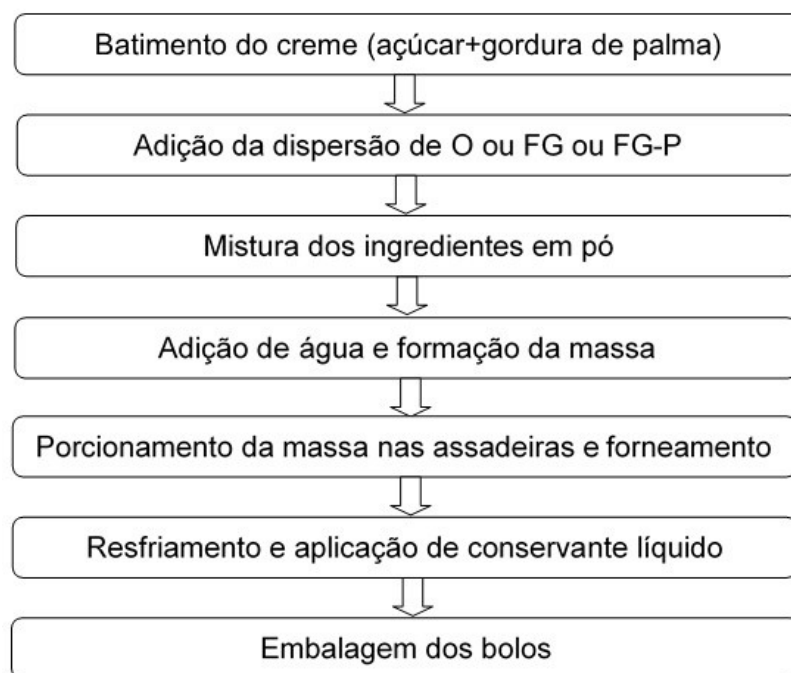 Batimento do creme (açúcar+gordura de palma)
Adição da dispersão de O ou FG ou FG-P
Mistura dos ingredientes em pó
Adição de água e formação da massa
Porcionamento da massa nas assadeiras e forneamento
Resfriamento e aplicação de conservante líquido
Embalagem dos bolos